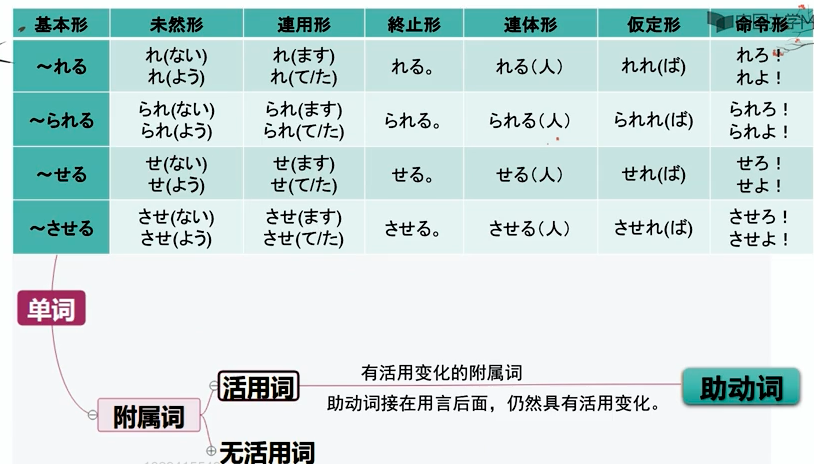 基本形 未然形 連用形 終止形 連体形 仮定形 命令形
～れる れ(ない) れ(よう) れ(ます) れ(て/た) れる。 れる(人) れれ(ば) れろ！ れよ！
～られる られ(ない) られ(よう) られ(ます) られ(て/た) られる。 られる(人) られれ(ば) られろ！ られよ！
～せる せ(ない) せ(よう) せ(ます) せ(て/た) せる。 せる(人) せれ(ば) せろ！ せよ！
～させる させ(ない) させ(よう) させ(ます) させ(て/た) させる。 させる(人) させれ(ば) させろ！ させよ！
单词
附属词
活用词
有活用变化的附属词
助动词接在用言后面，仍然具有活用变化。
助动词
无活用词